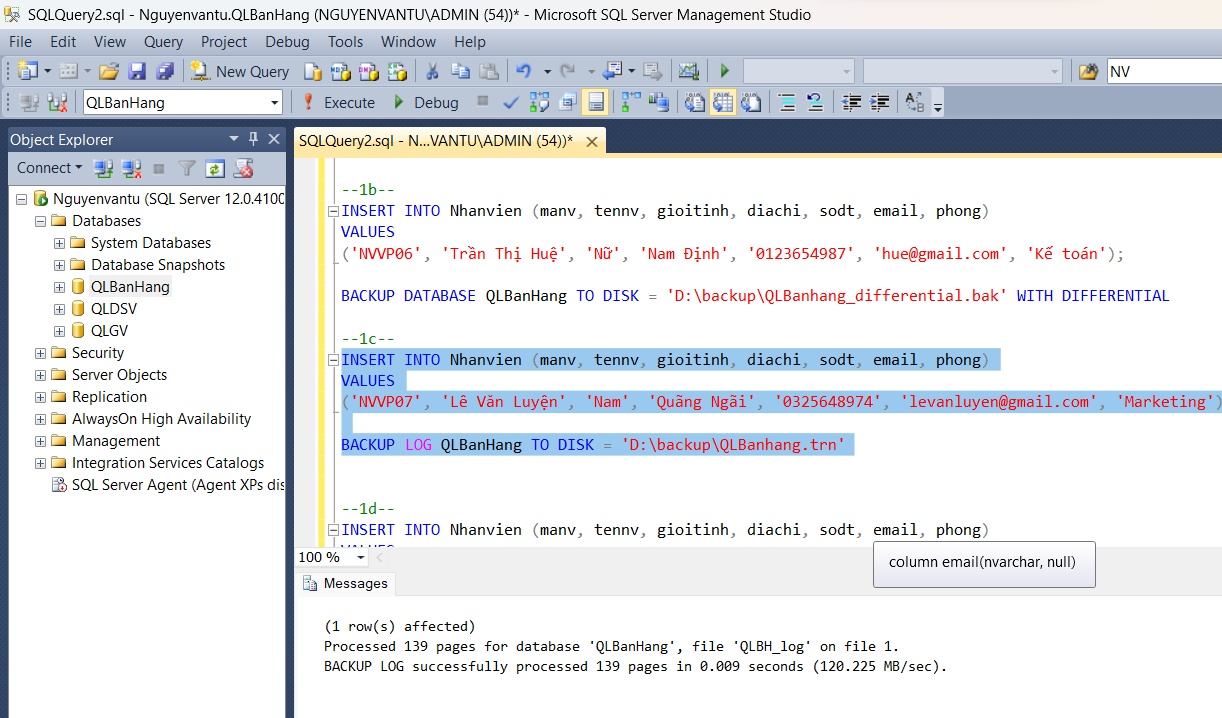 SQLQuery2.sql - Nguyenvantu.QLBanHang (NGUYENVANTU\ADMIN (54))* - Microsoft SQL Server Management Studio
File Edit View Query Project Debug Tools Window Help
New Query NV
QLBanHang Execute Debug
Object Explorer
Connect
Nguyenvantu (SQL Server 12.0.4100
Databases
System Databases
Database Snapshots
QLBanHang
QLDSV
QLGV
Security
Server Objects
Replication
AlwaysOn High Availability
Management
Integration Services Catalogs
SQL Server Agent (Agent XPs dis
SQLQuery2.sql - N...VANTU\ADMIN (54))*
--1b--
INSERT INTO Nhanvien (manv, tennv, gioitinh, diachi, sodt, email, phong)
VALUES
('NVVP06', 'Trần Thị Huệ', 'Nữ', 'Nam Định', '0123654987', 'hue@gmail.com', 'Kế toán');
BACKUP DATABASE QLBanHang TO DISK = 'D:\backup\QLBanhang_differential.bak' WITH DIFFERENTIAL
--1c--
INSERT INTO Nhanvien (manv, tennv, gioitinh, diachi, sodt, email, phong)
VALUES
('NVVP07', 'Lê Văn Luyện', 'Nam', 'Quãng Ngãi', '0325648974', 'levanluyen@gmail.com', 'Marketing')
BACKUP LOG QLBanHang TO DISK = 'D:\backup\QLBanhang.trn'
--1d--
INSERT INTO Nhanvien (manv, tennv, gioitinh, diachi, sodt, email, phong)
VALUES
100 %
column email(nvarchar, null)
Messages
(1 row(s) affected)
Processed 139 pages for database 'QLBanHang', file 'QLBH_log' on file 1.
BACKUP LOG successfully processed 139 pages in 0.009 seconds (120.225 MB/sec).